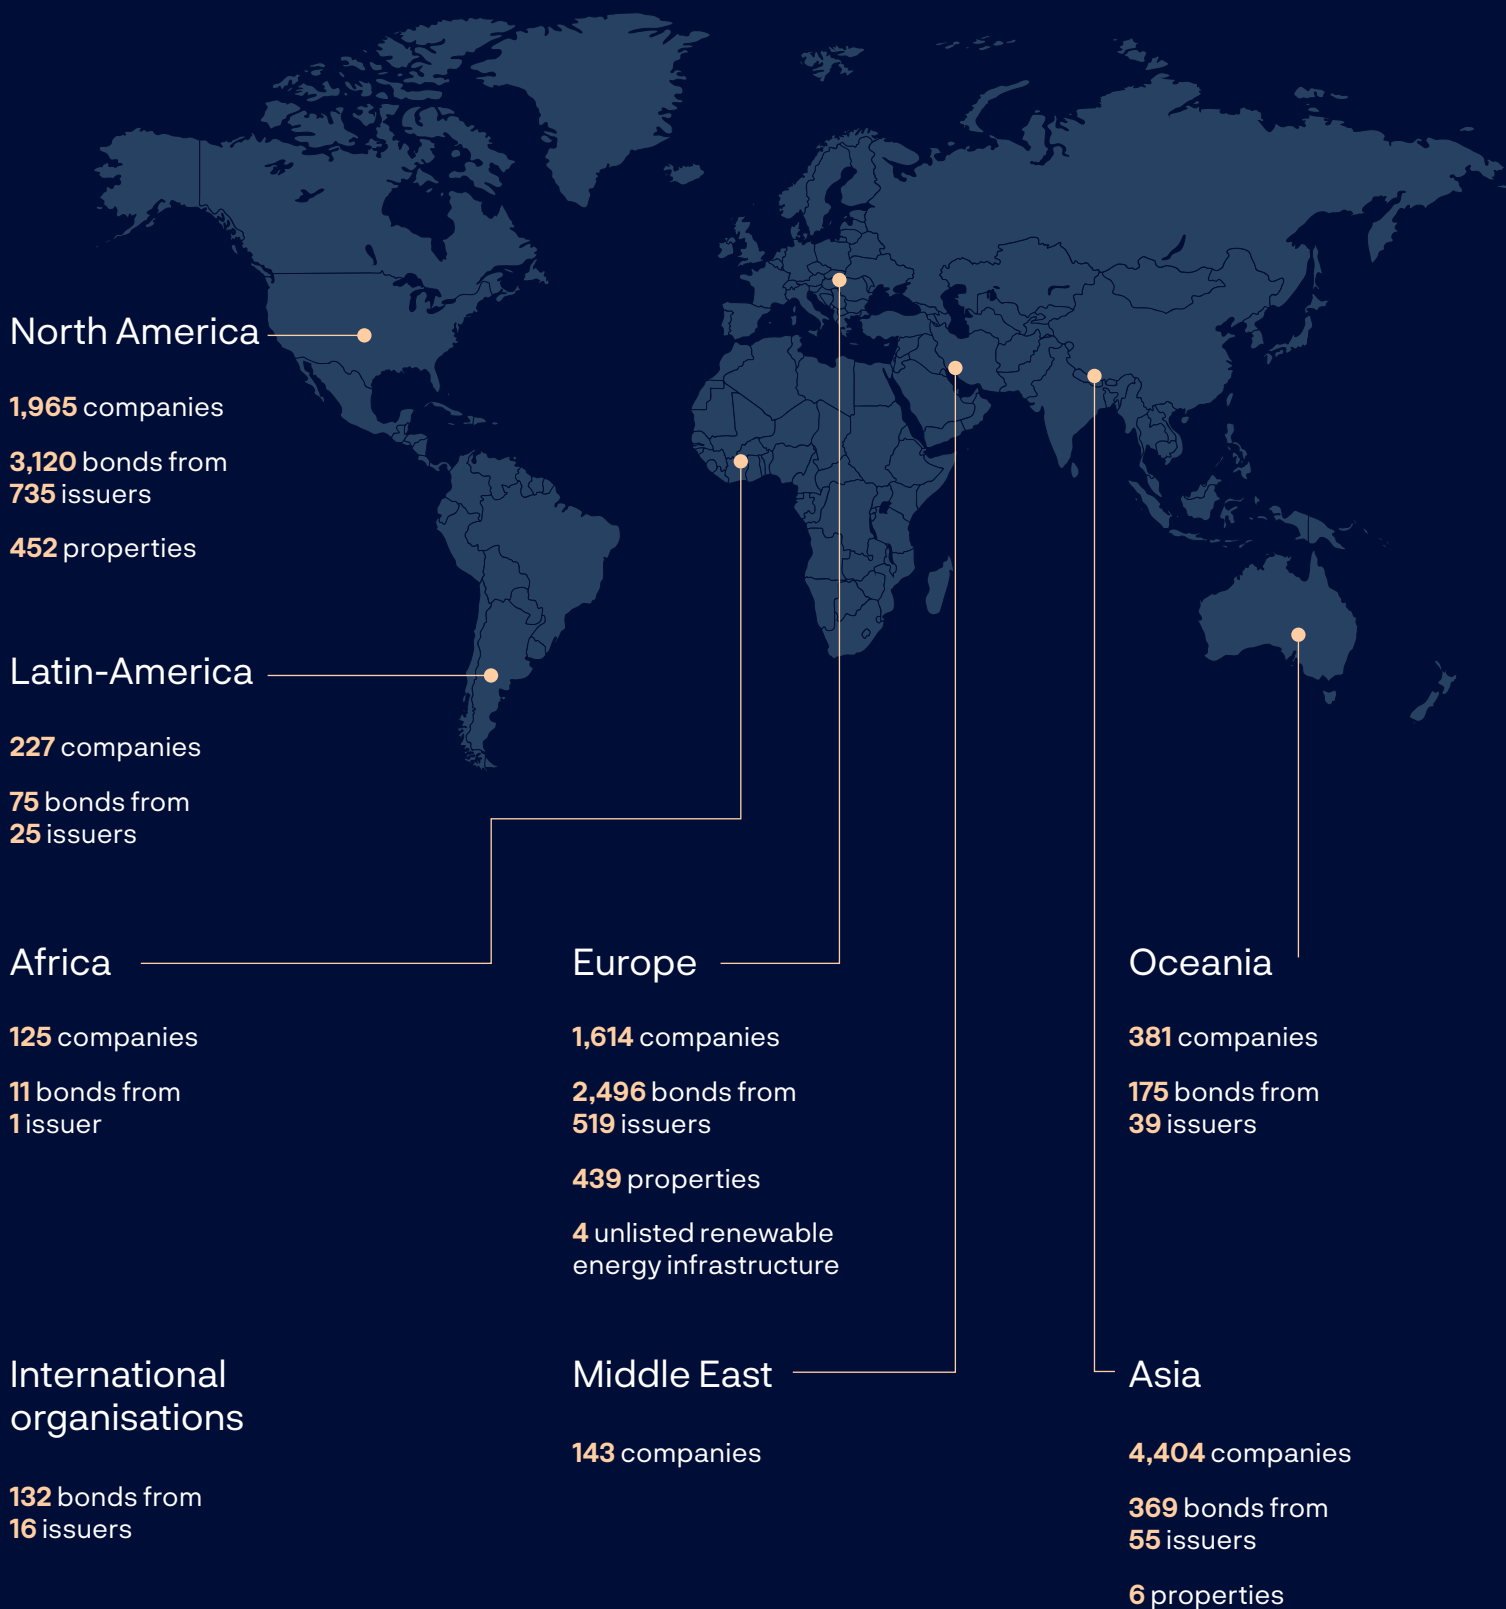 North America
1,965 companies
3,120 bonds from
735 issuers
452 properties
Latin-America
227 companies
75 bonds from
25 issuers
Africa
125 companies
11 bonds from
1 issuer
Europe
1,614 companies
2,496 bonds from
519 issuers
439 properties
4 unlisted renewable
energy infrastructure
Oceania
381 companies
175 bonds from
39 issuers
International
organisations
132 bonds from
16 issuers
Middle East
143 companies
Asia
4,404 companies
369 bonds from
55 issuers
6 properties